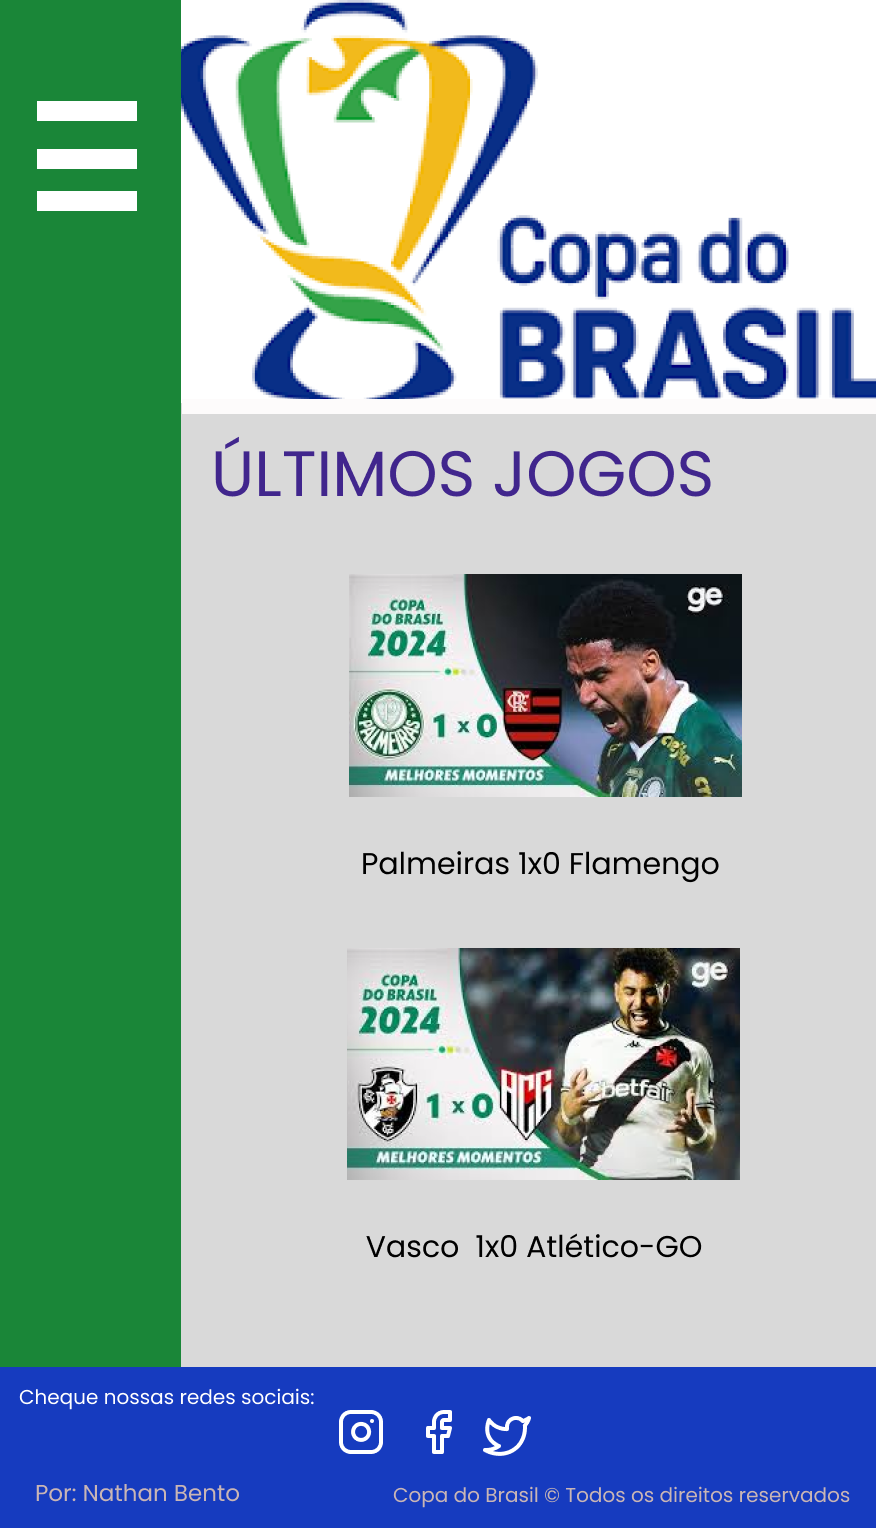 Copa do
BRASIL
ÚLTIMOS JOGOS
COPA
DO BRASIL
2024
ge
PALMEIRAS
1 x 0
CRF
MELHORES MOMENTOS
Palmeiras 1x0 Flamengo
COPA
DO BRASIL
2024
ge
betfair
1 x 0
ACG
MELHORES MOMENTOS
Vasco  1x0 Atlético-GO
Cheque nossas redes sociais:
Por: Nathan Bento
Copa do Brasil © Todos os direitos reservados